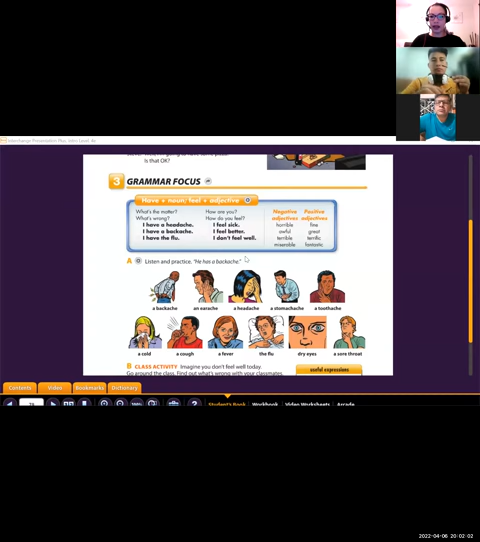 Is that OK?
3 GRAMMAR FOCUS
Have + noun; feel + adjective
What's the matter?
What's wrong?
I have a headache.
I have a backache.
I have the flu.
How are you?
How do you feel?
I feel sick.
I feel better.
I don't feel well.
Negative adjectives
horrible
awful
terrible
miserable
Positive adjectives
fine
great
terrific
fantastic
A Listen and practice. "He has a backache."
a backache an earache a headache a stomachache a toothache
a cold a cough a fever the flu dry eyes a sore throat
B CLASS ACTIVITY Imagine you don't feel well today.
Go around the class. Find out what's wrong with your classmates.
useful expressions
Contents Video Bookmarks Dictionary
Student's Book Workbook Video Worksheets Arcade
2022-04-06 20:02:02